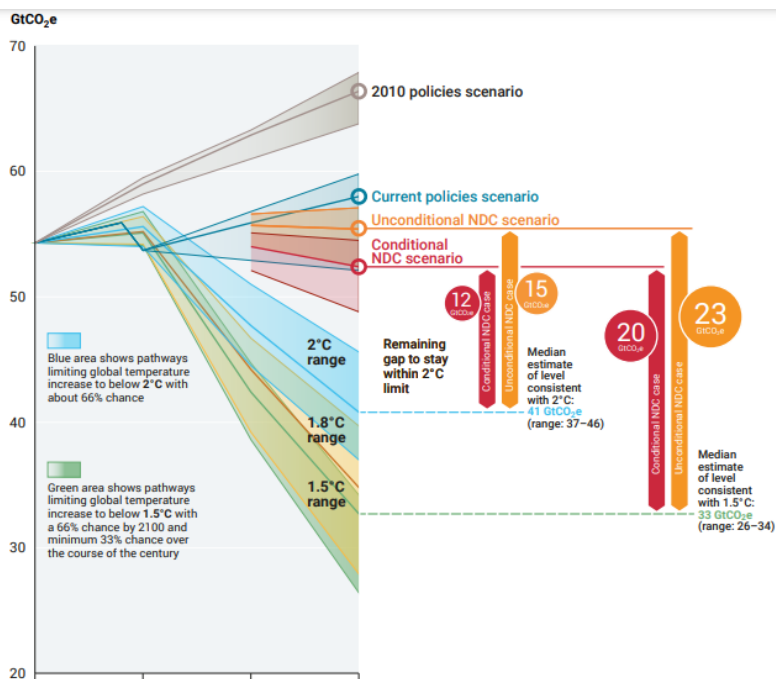 GtCO₂e
70
60
50
40
30
20
2010 policies scenario
Current policies scenario
Unconditional NDC scenario
Conditional
NDC scenario
2°C
range
1.8°C
range
1.5°C
range
Blue area shows pathways
limiting global temperature
increase to below 2°C with
about 66% chance
Green area shows pathways
limiting global temperature
increase to below 1.5°C with
a 66% chance by 2100 and
minimum 33% chance over
the course of the century
Remaining
gap to stay
within 2°C
limit
12
GtCO₂e
Conditional NDC case
15
GtCO₂e
Unconditional NDC case
Median
estimate
of level
consistent
with 2°C:
41 GtCO₂e
(range: 37–46)
20
GtCO₂e
Conditional NDC case
23
GtCO₂e
Unconditional NDC case
Median
estimate
of level
consistent
with 1.5°C:
33 GtCO₂e
(range: 26–34)